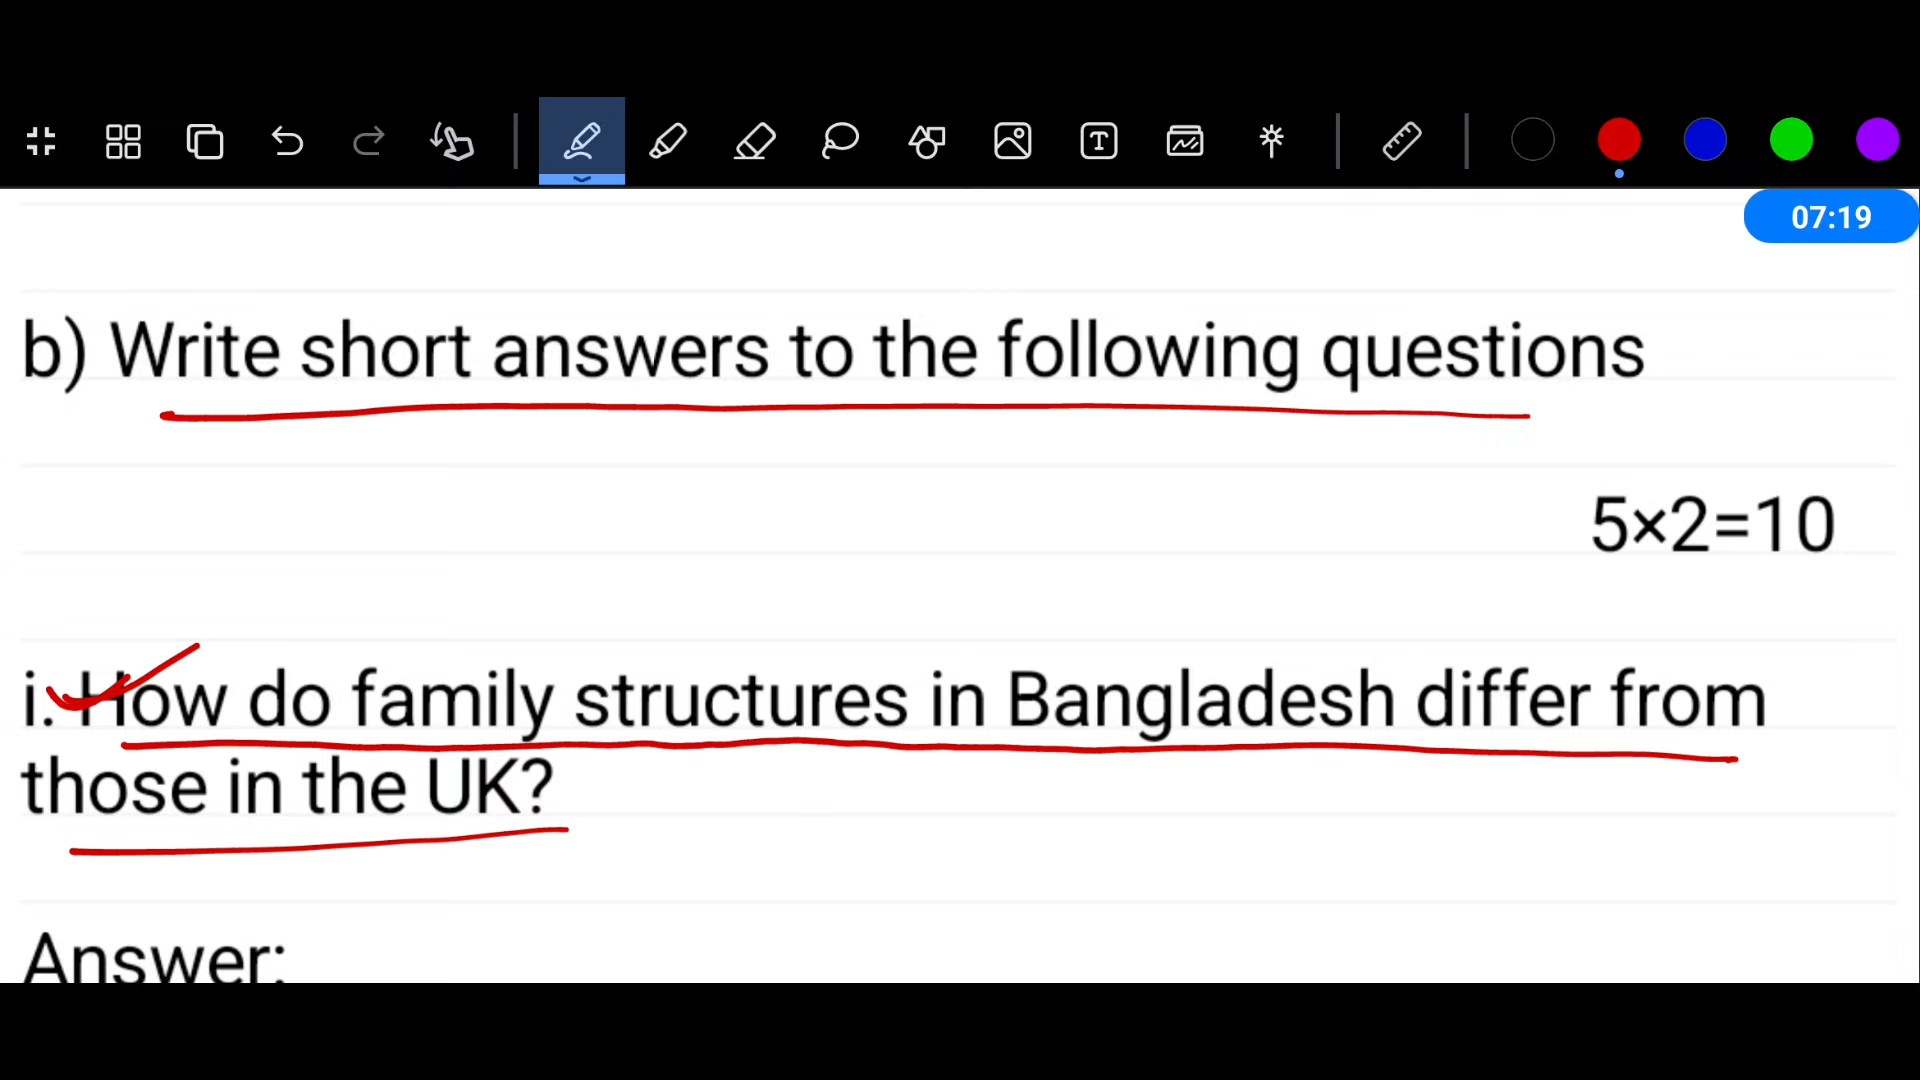 07:19
b) Write short answers to the following questions
5×2=10
i. How do family structures in Bangladesh differ from
those in the UK?
Answer: